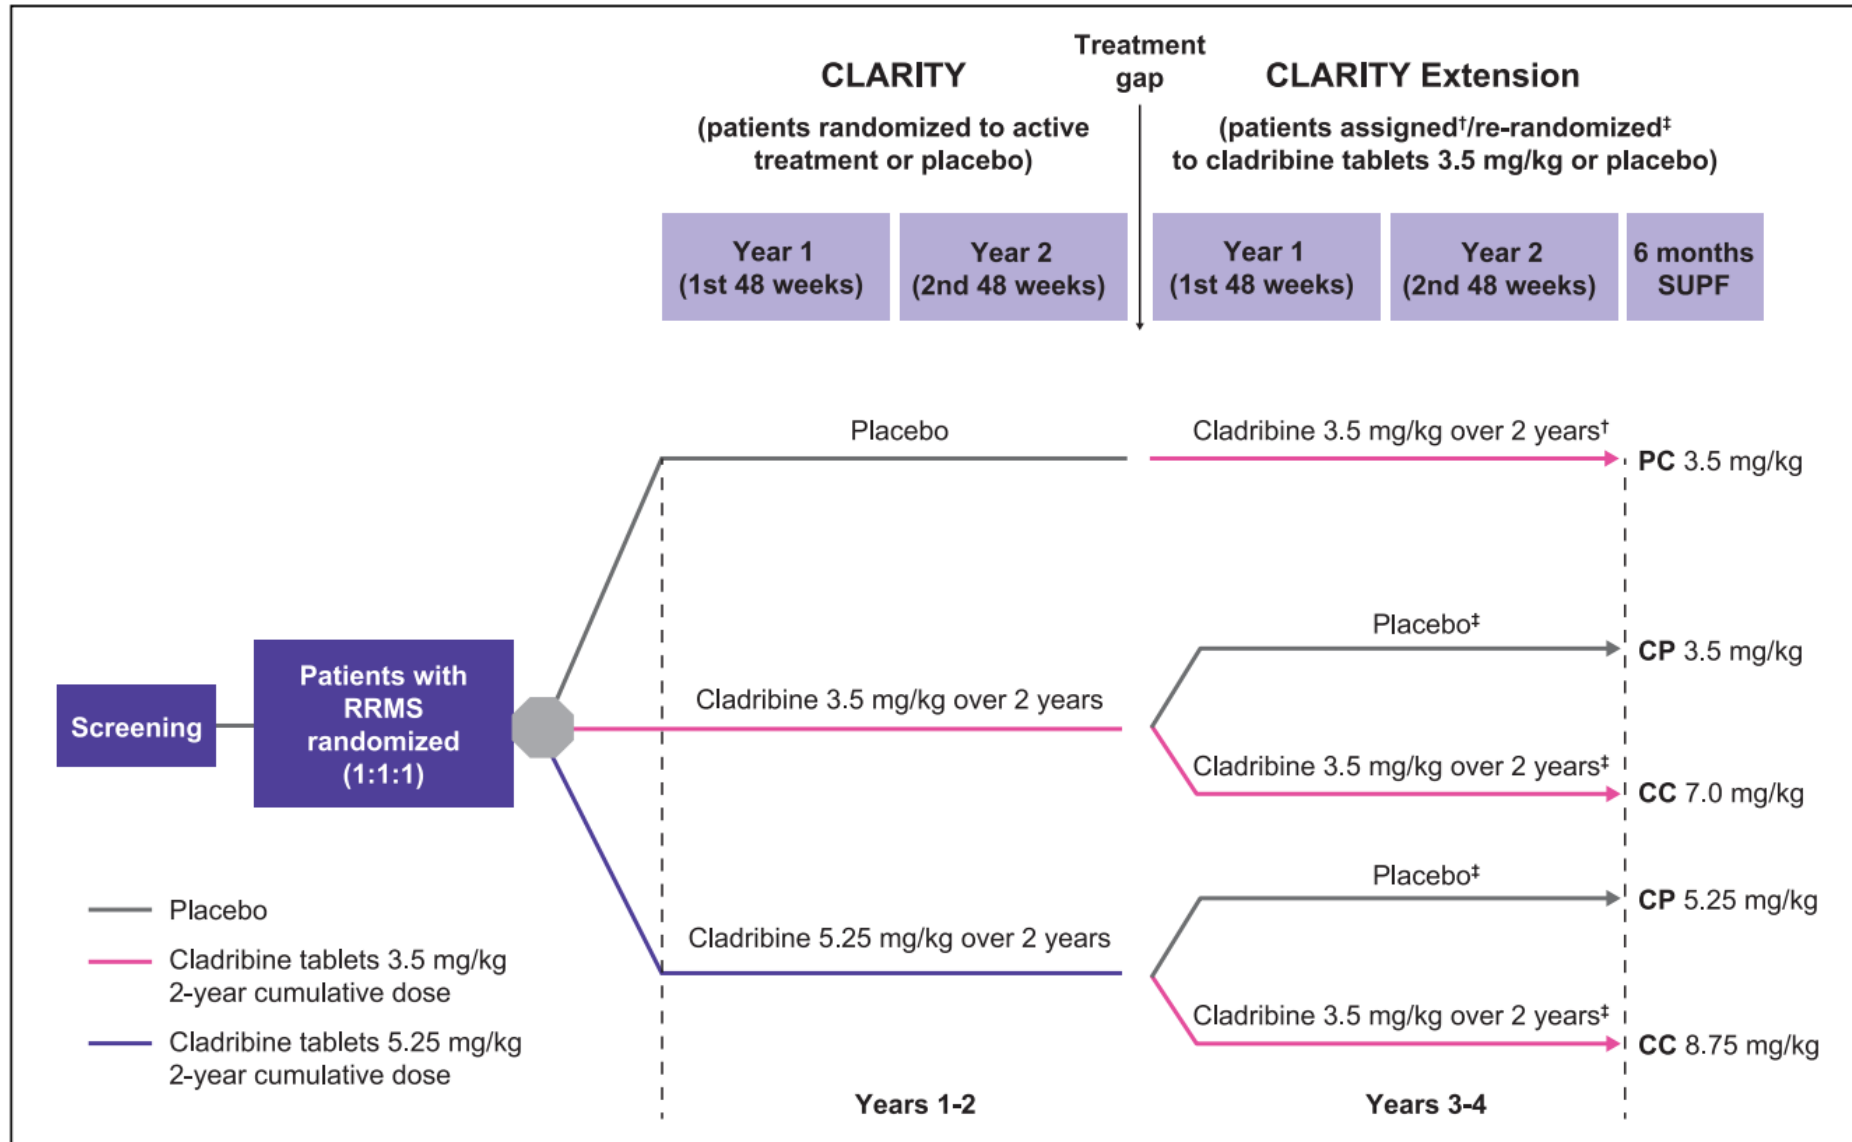 Treatment
gap
CLARITY
(patients randomized to active
treatment or placebo)
CLARITY Extension
(patients assigned†/re-randomized‡
to cladribine tablets 3.5 mg/kg or placebo)
Year 1
(1st 48 weeks)
Year 2
(2nd 48 weeks)
Year 1
(1st 48 weeks)
Year 2
(2nd 48 weeks)
6 months
SUPF
Placebo
Cladribine 3.5 mg/kg over 2 years†
PC 3.5 mg/kg
Placebo‡
CP 3.5 mg/kg
Screening
Patients with
RRMS
randomized
(1:1:1)
Cladribine 3.5 mg/kg over 2 years
Cladribine 3.5 mg/kg over 2 years‡
CC 7.0 mg/kg
Placebo‡
CP 5.25 mg/kg
Cladribine 5.25 mg/kg over 2 years
Cladribine 3.5 mg/kg over 2 years‡
CC 8.75 mg/kg
Placebo
Cladribine tablets 3.5 mg/kg
2-year cumulative dose
Cladribine tablets 5.25 mg/kg
2-year cumulative dose
Years 1-2
Years 3-4